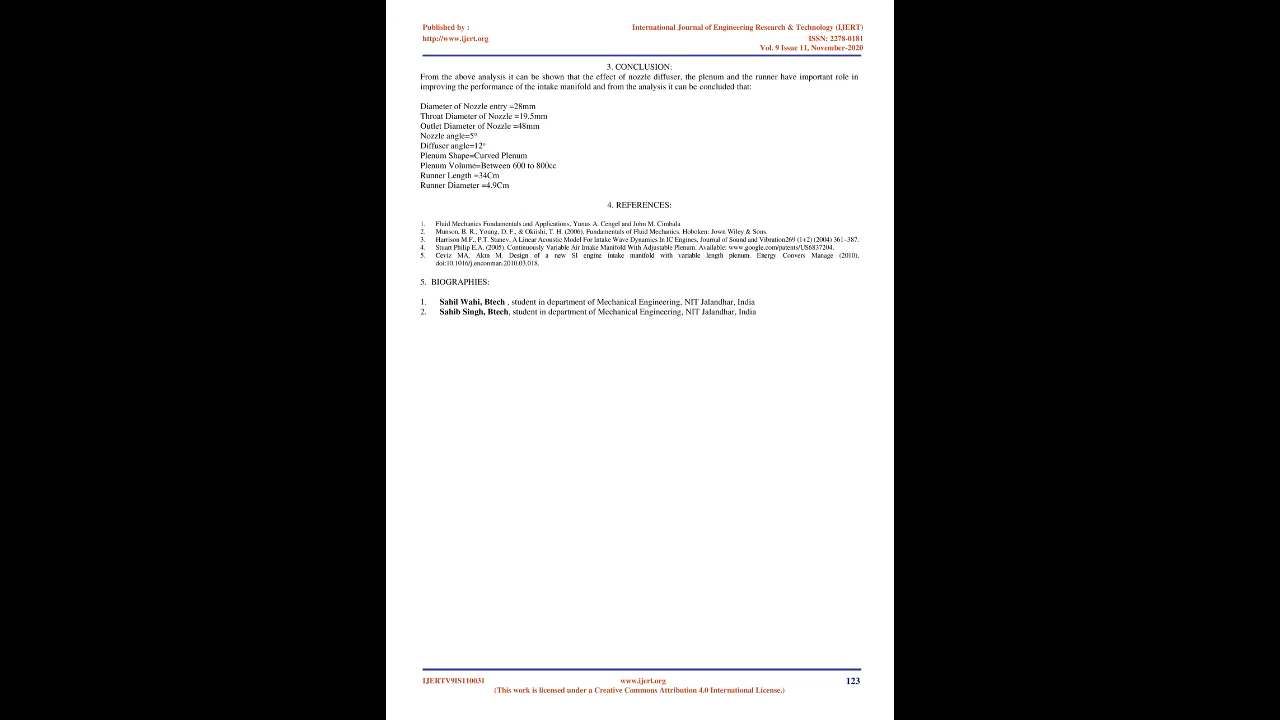 Published by :
International Journal of Engineering Research & Technology (IJERT)
http://www.ijert.org
ISSN: 2278-0181
Vol. 9 Issue 11, November-2020
3. CONCLUSION:
From the above analysis it can be shown that the effect of nozzle diffuser, the plenum and the runner have important role in
improving the performance of the intake manifold and from the analysis it can be concluded that:
Diameter of Nozzle entry =28mm
Throat Diameter of Nozzle =19.5mm
Outlet Diameter of Nozzle =48mm
Nozzle angle=5°
Diffuser angle=12°
Plenum Shape=Curved Plenum
Plenum Volume=Between 600 to 800cc
Runner Length =34Cm
Runner Diameter =4.9Cm
4. REFERENCES:
1. Fluid Mechanics Fundamentals and Applications, Yunus A. Cengel and John M. Cimbala
2. Munson, B. R., Young, D. F., & Okiishi, T. H. (2006). Fundamentals of Fluid Mechanics. Hoboken: Jown Wiley & Sons.
3. Harrison M.F., P.T. Stanev, A Linear Acoustic Model For Intake Wave Dynamics In IC Engines, Journal of Sound and Vibration269 (1+2) (2004) 361–387.
4. Stuart Philip E.A. (2005). Continuously Variable Air Intake Manifold With Adjustable Plenum. Available: www.google.com/patents/US6837204.
5. Ceviz MA, Akın M. Design of a new SI engine intake manifold with variable length plenum. Energy Convers Manage (2010),
doi:10.1016/j.enconman.2010.03.018.
5. BIOGRAPHIES:
1. Sahil Wahi, Btech , student in department of Mechanical Engineering, NIT Jalandhar, India
2. Sahib Singh, Btech, student in department of Mechanical Engineering, NIT Jalandhar, India
IJERTV9IS110031
www.ijert.org
123
(This work is licensed under a Creative Commons Attribution 4.0 International License.)